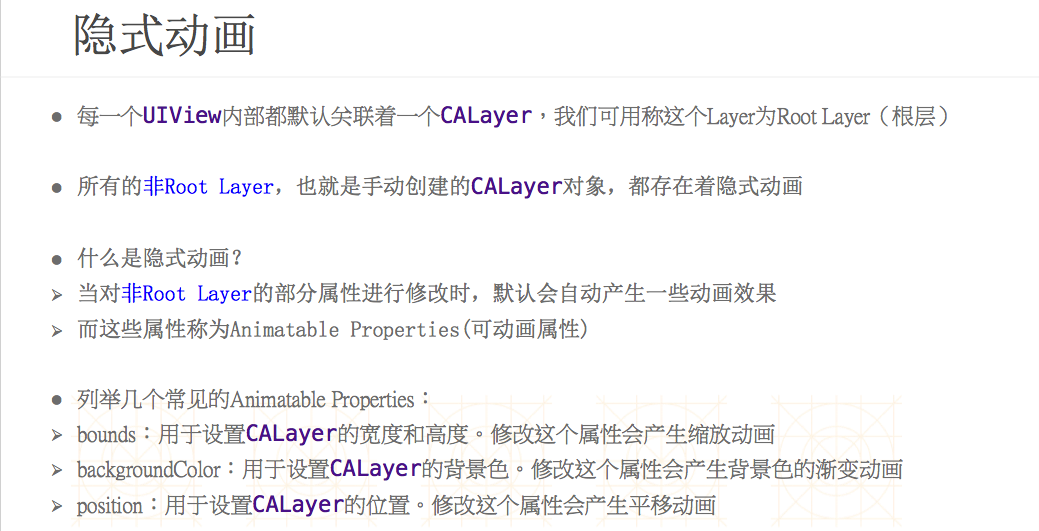 隐式动画
● 每一个UIView内部都默认关联着一个CALayer，我们可用称这个Layer为Root Layer（根层）
● 所有的非Root Layer，也就是手动创建的CALayer对象，都存在着隐式动画
● 什么是隐式动画？
➢ 当对非Root Layer的部分属性进行修改时，默认会自动产生一些动画效果
➢ 而这些属性称为Animatable Properties(可动画属性)
● 列举几个常见的Animatable Properties：
➢ bounds：用于设置CALayer的宽度和高度。修改这个属性会产生缩放动画
➢ backgroundColor：用于设置CALayer的背景色。修改这个属性会产生背景色的渐变动画
➢ position：用于设置CALayer的位置。修改这个属性会产生平移动画